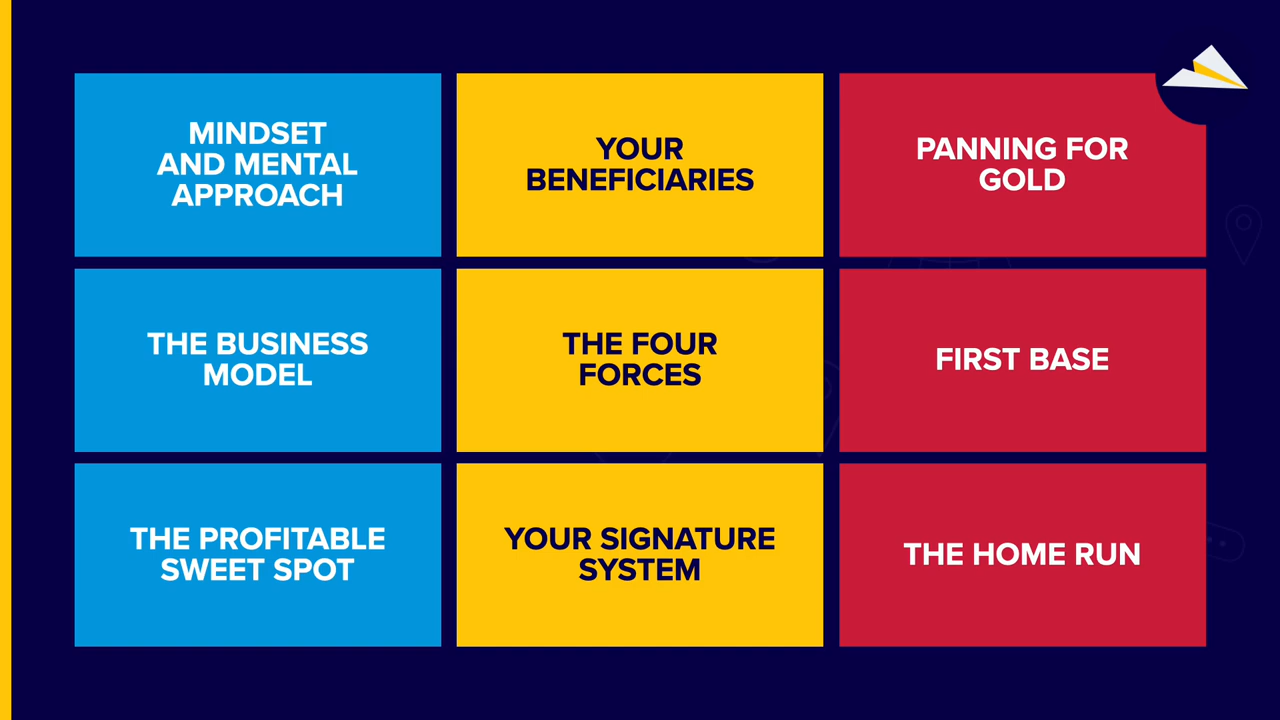 MINDSET
AND MENTAL
APPROACH
YOUR
BENEFICIARIES
PANNING FOR
GOLD
THE BUSINESS
MODEL
THE FOUR
FORCES
FIRST BASE
THE PROFITABLE
SWEET SPOT
YOUR SIGNATURE
SYSTEM
THE HOME RUN